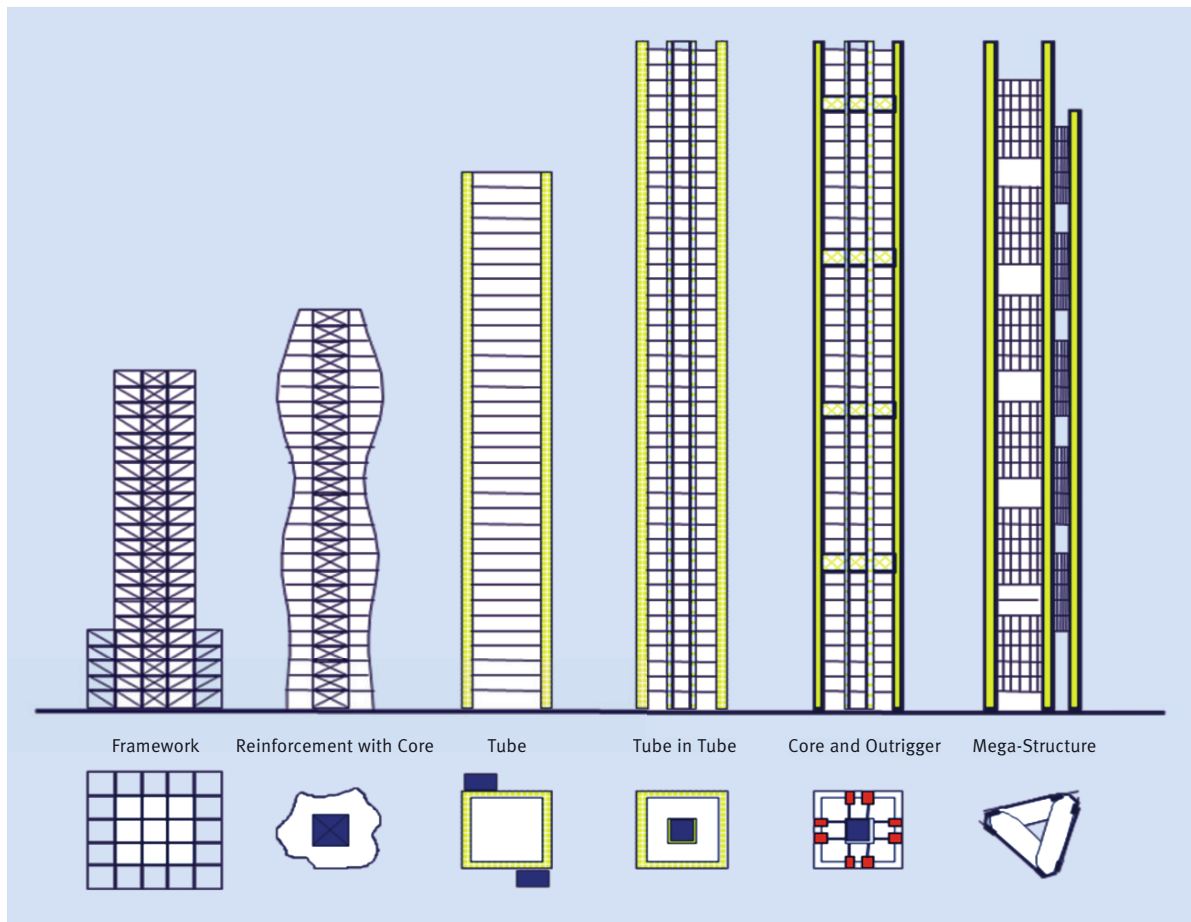 Framework
Reinforcement with Core
Tube
Tube in Tube
Core and Outrigger
Mega-Structure